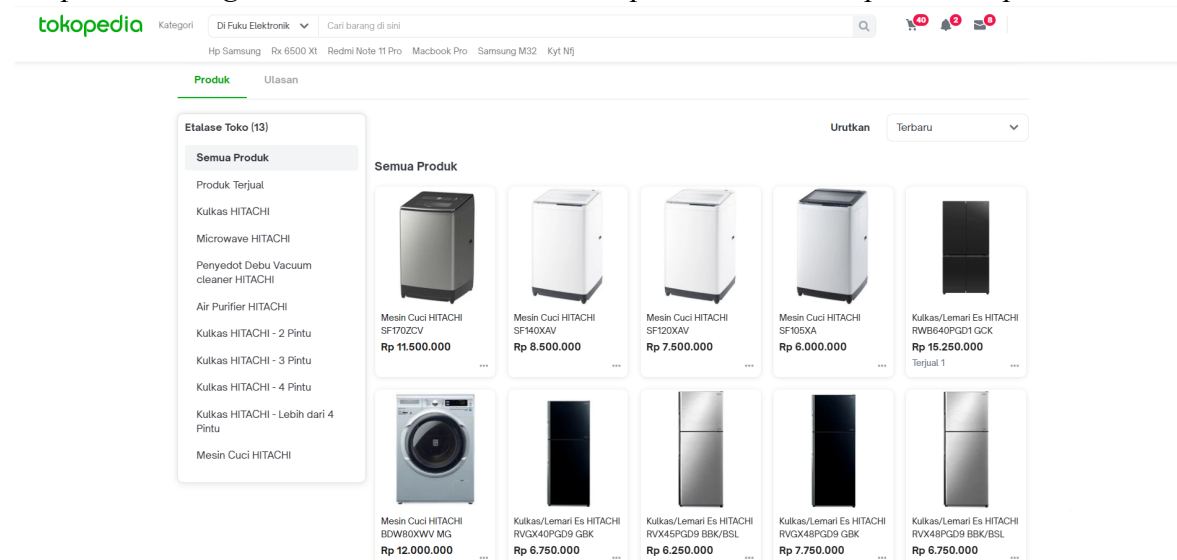 tokopedia
Kategori
Di Fuku Elektronik
Cari barang di sini
40
2
8
Hp Samsung Rx 6500 Xt Redmi Note 11 Pro Macbook Pro Samsung M32 Kyt Nfj
Produk
Ulasan
Etalase Toko (13)
Semua Produk
Produk Terjual
Kulkas HITACHI
Microwave HITACHI
Penyedot Debu Vacuum
cleaner HITACHI
Air Purifier HITACHI
Kulkas HITACHI - 2 Pintu
Kulkas HITACHI - 3 Pintu
Kulkas HITACHI - 4 Pintu
Kulkas HITACHI - Lebih dari 4
Pintu
Mesin Cuci HITACHI
Urutkan
Terbaru
Semua Produk
Mesin Cuci HITACHI
SF170ZCV
Rp 11.500.000
Mesin Cuci HITACHI
SF140XAV
Rp 8.500.000
Mesin Cuci HITACHI
SF120XAV
Rp 7.500.000
Mesin Cuci HITACHI
SF105XA
Rp 6.000.000
Kulkas/Lemari Es HITACHI
RWB640PGD1 GCK
Rp 15.250.000
Terjual 1
Mesin Cuci HITACHI
BDW80XWV MG
Rp 12.000.000
Kulkas/Lemari Es HITACHI
RVGX40PGD9 GBK
Rp 6.750.000
Kulkas/Lemari Es HITACHI
RVX45PGD9 BBK/BSL
Rp 6.250.000
Kulkas/Lemari Es HITACHI
RVGX48PGD9 GBK
Rp 7.750.000
Kulkas/Lemari Es HITACHI
RVX48PGD9 BBK/BSL
Rp 6.750.000